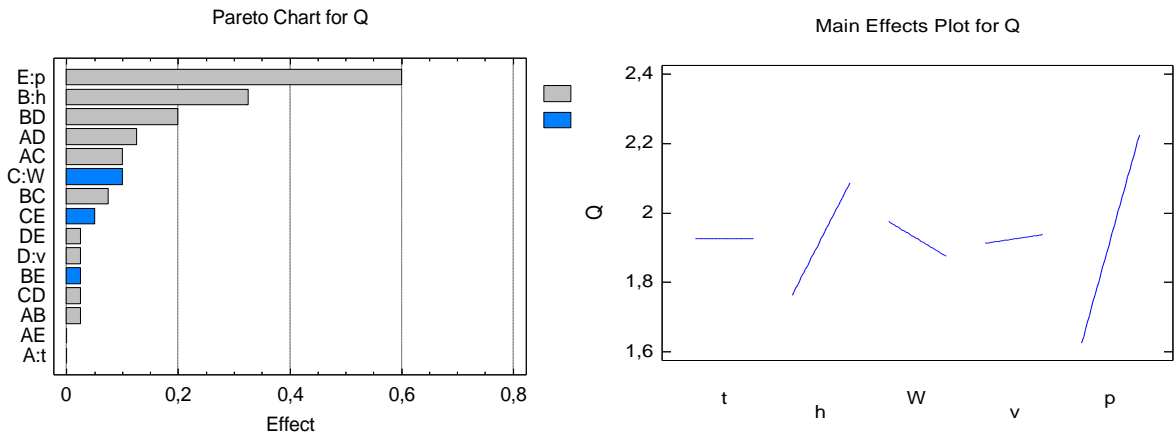 Pareto Chart for Q
E:p
B:h
BD
AD
AC
C:W
BC
CE
DE
D:v
BE
CD
AB
AE
A:t
0 0,2 0,4 0,6 0,8
Effect
Main Effects Plot for Q
2,4
2,2
2
1,8
1,6
Q
t h W v p